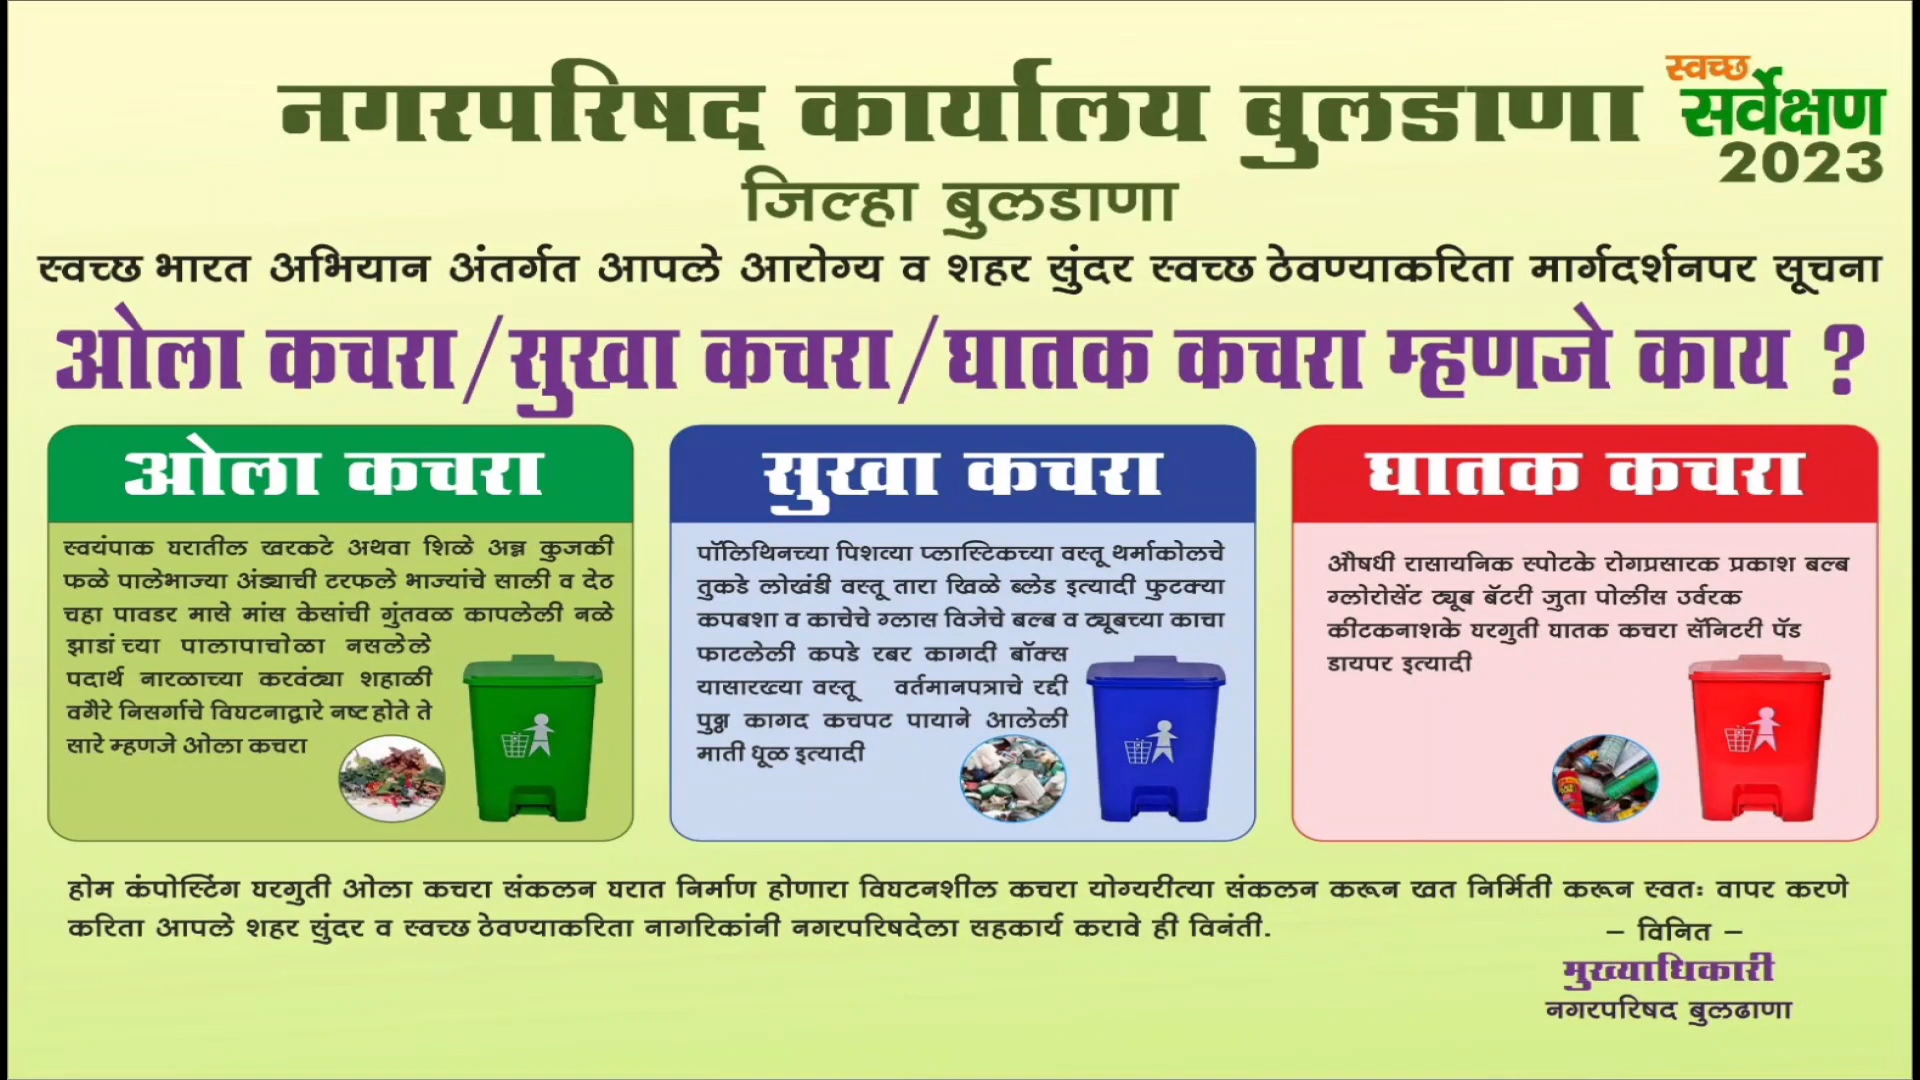 नगरपरिषद कार्यालय बुलडाणा
स्वच्छ
सर्वेक्षण
2023
जिल्हा बुलडाणा
स्वच्छ भारत अभियान अंतर्गत आपले आरोग्य व शहर सुंदर स्वच्छ ठेवण्याकरिता मार्गदर्शनपर सूचना
ओला कचरा/सुखा कचरा/घातक कचरा म्हणजे काय ?
ओला कचरा
स्वयंपाक घरातील खरकटे अथवा शिळे अन्न कुजकी
फळे पालेभाज्या अंड्याची टरफले भाज्यांचे साली व देठ
चहा पावडर मासे मांस केसांची गुंतवळ कापलेली नळे
झाडांच्या पालापाचोळा नसलेले
पदार्थ नारळाच्या करवंट्या शहाळी
वगैरे निसर्गाचे विघटनाद्वारे नष्ट होते ते
सारे म्हणजे ओला कचरा
सुखा कचरा
पॉलिथिनच्या पिशव्या प्लास्टिकच्या वस्तू थर्माकोलचे
तुकडे लोखंडी वस्तू तारा खिळे ब्लेड इत्यादी फुटक्या
कपबशा व काचेचे ग्लास विजेचे बल्ब व ट्यूबच्या काचा
फाटलेली कपडे रबर कागदी बॉक्स
यासारख्या वस्तू वर्तमानपत्राचे रद्दी
पुठ्ठा कागद कचपट पायाने आलेली
माती धूळ इत्यादी
घातक कचरा
औषधी रासायनिक स्पोटके रोगप्रसारक प्रकाश बल्ब
ग्लोरोसेंट ट्यूब बॅटरी जुता पोलीस उर्वरक
कीटकनाशके घरगुती घातक कचरा सॅनिटरी पॅड
डायपर इत्यादी
होम कंपोस्टिंग घरगुती ओला कचरा संकलन घरात निर्माण होणारा विघटनशील कचरा योग्यरीत्या संकलन करून खत निर्मिती करून स्वतः वापर करणे
करिता आपले शहर सुंदर व स्वच्छ ठेवण्याकरिता नागरिकांनी नगरपरिषदेला सहकार्य करावे ही विनंती.
– विनित –
मुख्याधिकारी
नगरपरिषद बुलढाणा